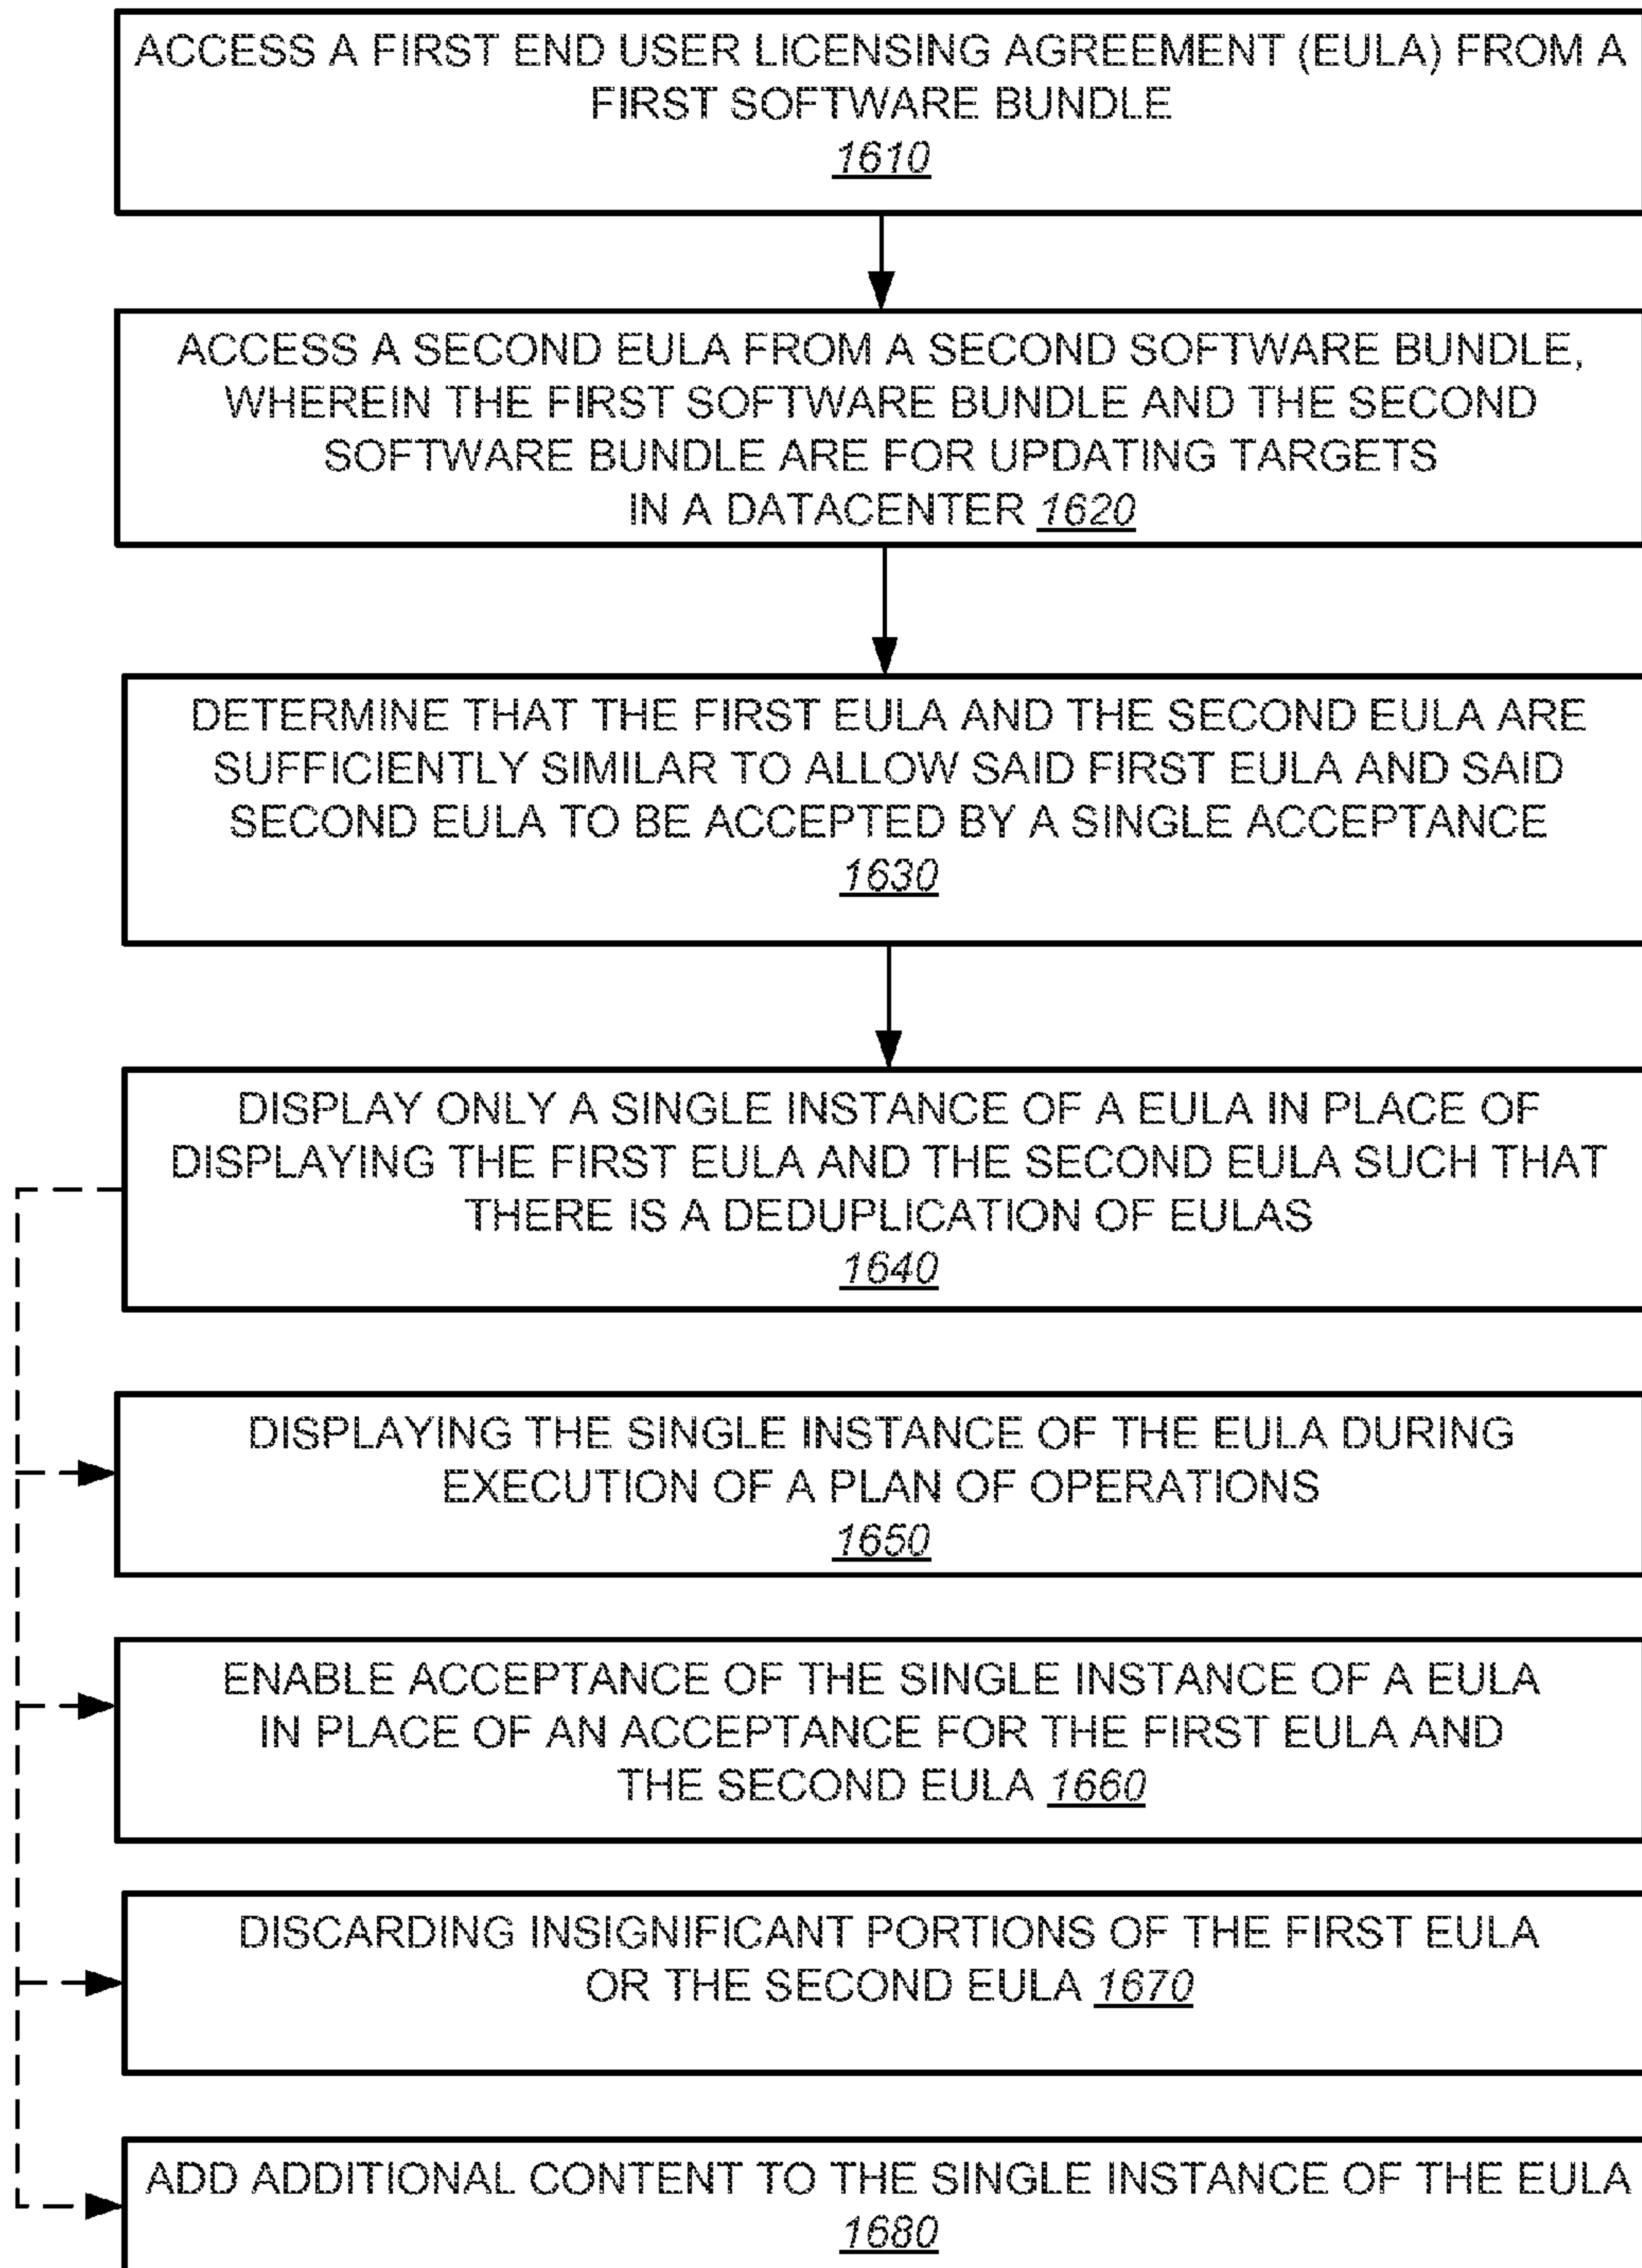 ACCESS A FIRST END USER LICENSING AGREEMENT (EULA) FROM A
FIRST SOFTWARE BUNDLE
1610
ACCESS A SECOND EULA FROM A SECOND SOFTWARE BUNDLE,
WHEREIN THE FIRST SOFTWARE BUNDLE AND THE SECOND
SOFTWARE BUNDLE ARE FOR UPDATING TARGETS
IN A DATACENTER 1620
DETERMINE THAT THE FIRST EULA AND THE SECOND EULA ARE
SUFFICIENTLY SIMILAR TO ALLOW SAID FIRST EULA AND SAID
SECOND EULA TO BE ACCEPTED BY A SINGLE ACCEPTANCE
1630
DISPLAY ONLY A SINGLE INSTANCE OF A EULA IN PLACE OF
DISPLAYING THE FIRST EULA AND THE SECOND EULA SUCH THAT
THERE IS A DEDUPLICATION OF EULAS
1640
DISPLAYING THE SINGLE INSTANCE OF THE EULA DURING
EXECUTION OF A PLAN OF OPERATIONS
1650
ENABLE ACCEPTANCE OF THE SINGLE INSTANCE OF A EULA
IN PLACE OF AN ACCEPTANCE FOR THE FIRST EULA AND
THE SECOND EULA 1660
DISCARDING INSIGNIFICANT PORTIONS OF THE FIRST EULA
OR THE SECOND EULA 1670
ADD ADDITIONAL CONTENT TO THE SINGLE INSTANCE OF THE EULA
1680